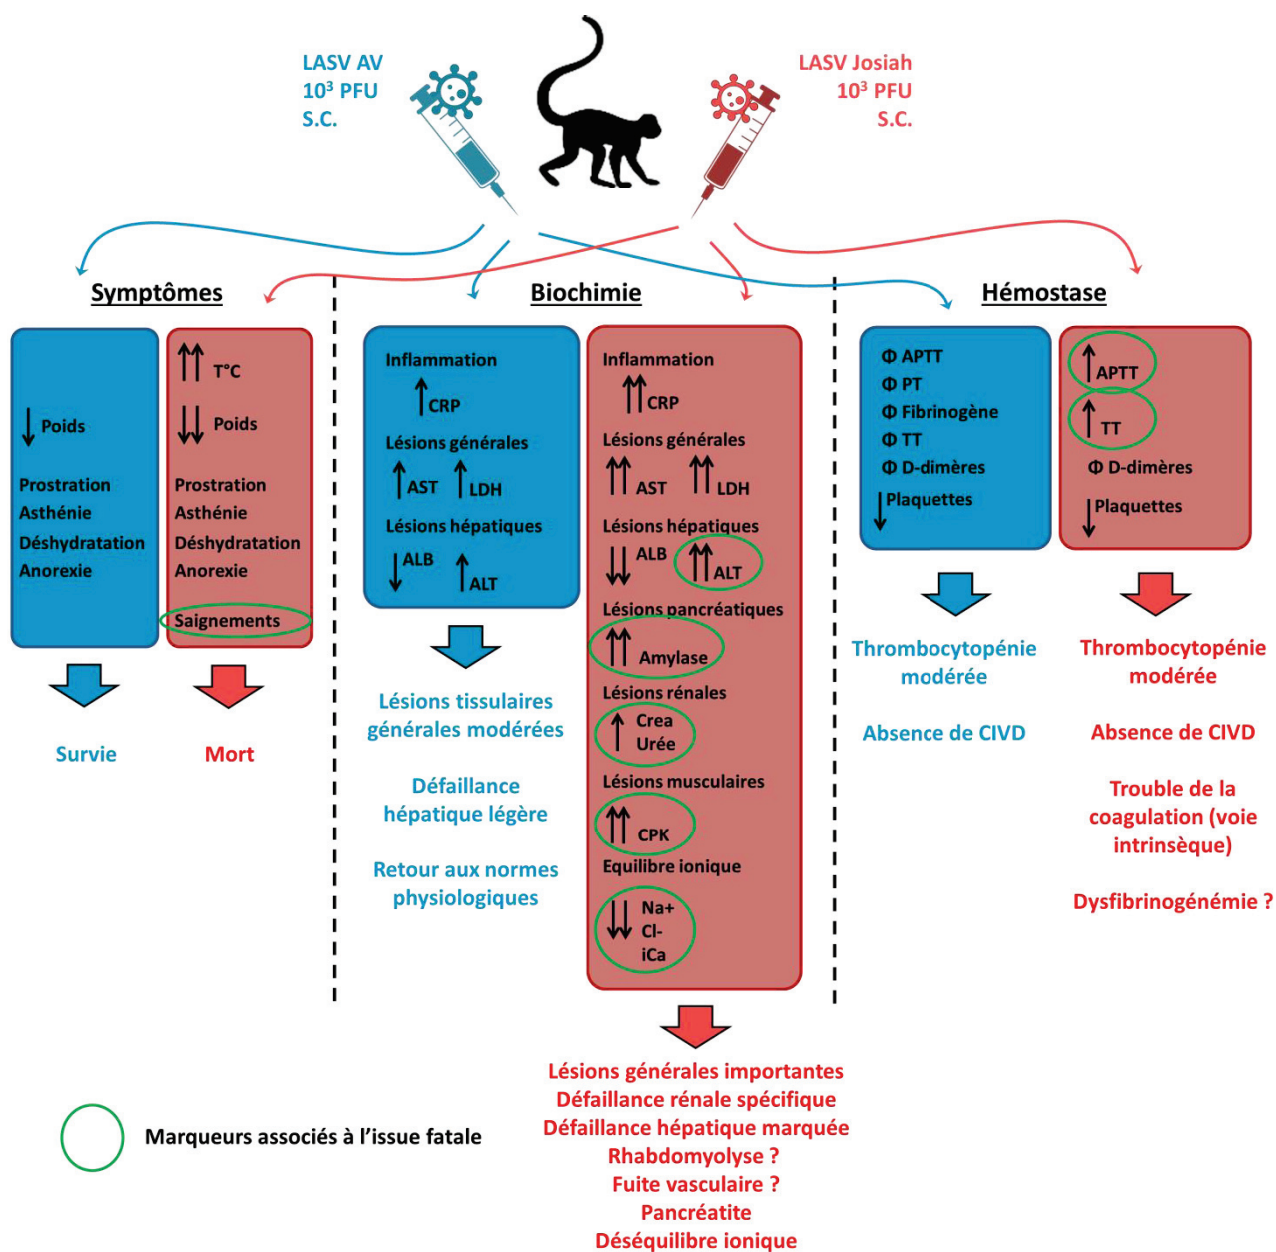 LASV AV
10³ PFU
S.C.
LASV Josiah
10³ PFU
S.C.
Symptômes
↓ Poids
Prostration
Asthénie
Déshydratation
Anorexie
Survie
↑↑ T°C
↓↓ Poids
Prostration
Asthénie
Déshydratation
Anorexie
Saignements
Mort
Biochimie
Inflammation
↑ CRP
Lésions générales
↑ AST ↑ LDH
Lésions hépatiques
↓ ALB ↑ ALT
Lésions tissulaires
générales modérées
Défaillance
hépatique légère
Retour aux normes
physiologiques
Inflammation
↑↑ CRP
Lésions générales
↑↑ AST ↑↑ LDH
Lésions hépatiques
↓↓ ALB ↑↑ ALT
Lésions pancréatiques
↑↑ Amylase
Lésions rénales
↑ Crea
Urée
Lésions musculaires
↑↑ CPK
Equilibre ionique
↓↓ Na+
Cl-
iCa
Lésions générales importantes
Défaillance rénale spécifique
Défaillance hépatique marquée
Rhabdomyolyse ?
Fuite vasculaire ?
Pancréatite
Déséquilibre ionique
Hémostase
Φ APTT
Φ PT
Φ Fibrinogène
Φ TT
Φ D-dimères
↓ Plaquettes
Thrombocytopénie
modérée
Absence de CIVD
↑ APTT
↑ TT
Φ D-dimères
↓ Plaquettes
Thrombocytopénie
modérée
Absence de CIVD
Trouble de la
coagulation (voie
intrinsèque)
Dysfibrinogénémie ?
Marqueurs associés à l'issue fatale